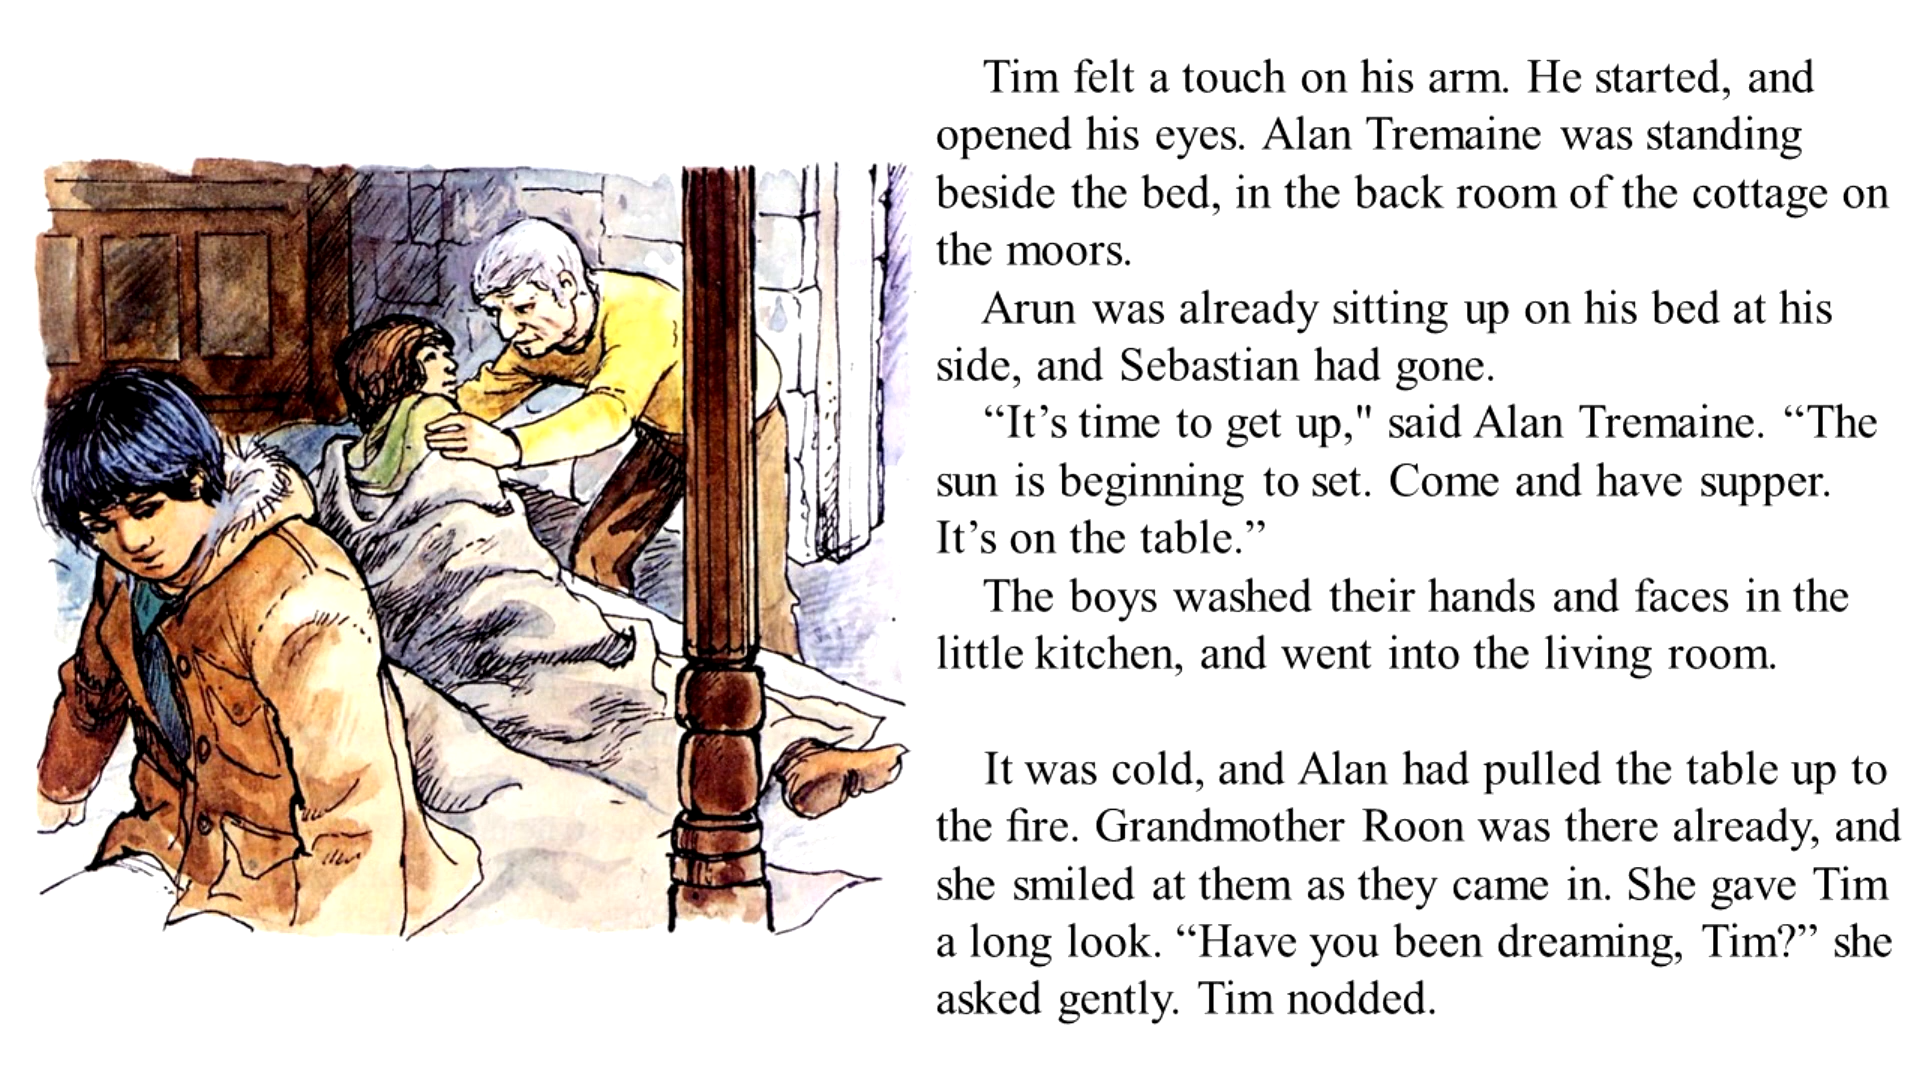 Tim felt a touch on his arm. He started, and
opened his eyes. Alan Tremaine was standing
beside the bed, in the back room of the cottage on
the moors.
Arun was already sitting up on his bed at his
side, and Sebastian had gone.
“It’s time to get up," said Alan Tremaine. “The
sun is beginning to set. Come and have supper.
It’s on the table.”
The boys washed their hands and faces in the
little kitchen, and went into the living room.
It was cold, and Alan had pulled the table up to
the fire. Grandmother Roon was there already, and
she smiled at them as they came in. She gave Tim
a long look. “Have you been dreaming, Tim?” she
asked gently. Tim nodded.